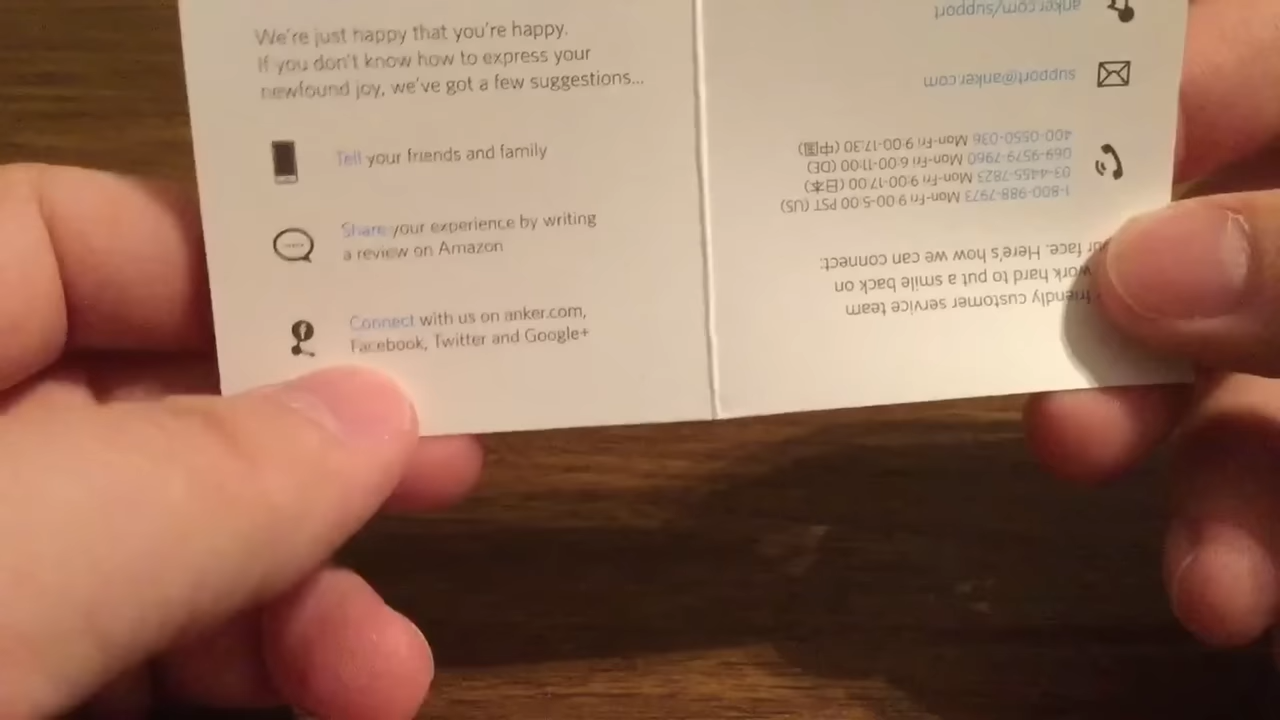 We're just happy that you're happy.
If you don't know how to express your
newfound joy, we've got a few suggestions...
Tell your friends and family
Share your experience by writing
a review on Amazon
Connect with us on anker.com,
Facebook, Twitter and Google+
friendly customer service team
work hard to put a smile back on
face. Here's how we can connect:
1-800-988-7973 Mon-Fri 9:00-5:00 PST (US)
03-4455-7823 Mon-Fri 9:00-17:00 (日本)
069-9579-7960 Mon-Fri 6:00-11:00 (DE)
400-0550-036 Mon-Fri 9:00-17:30 (中国)
support@anker.com
anker.com/support